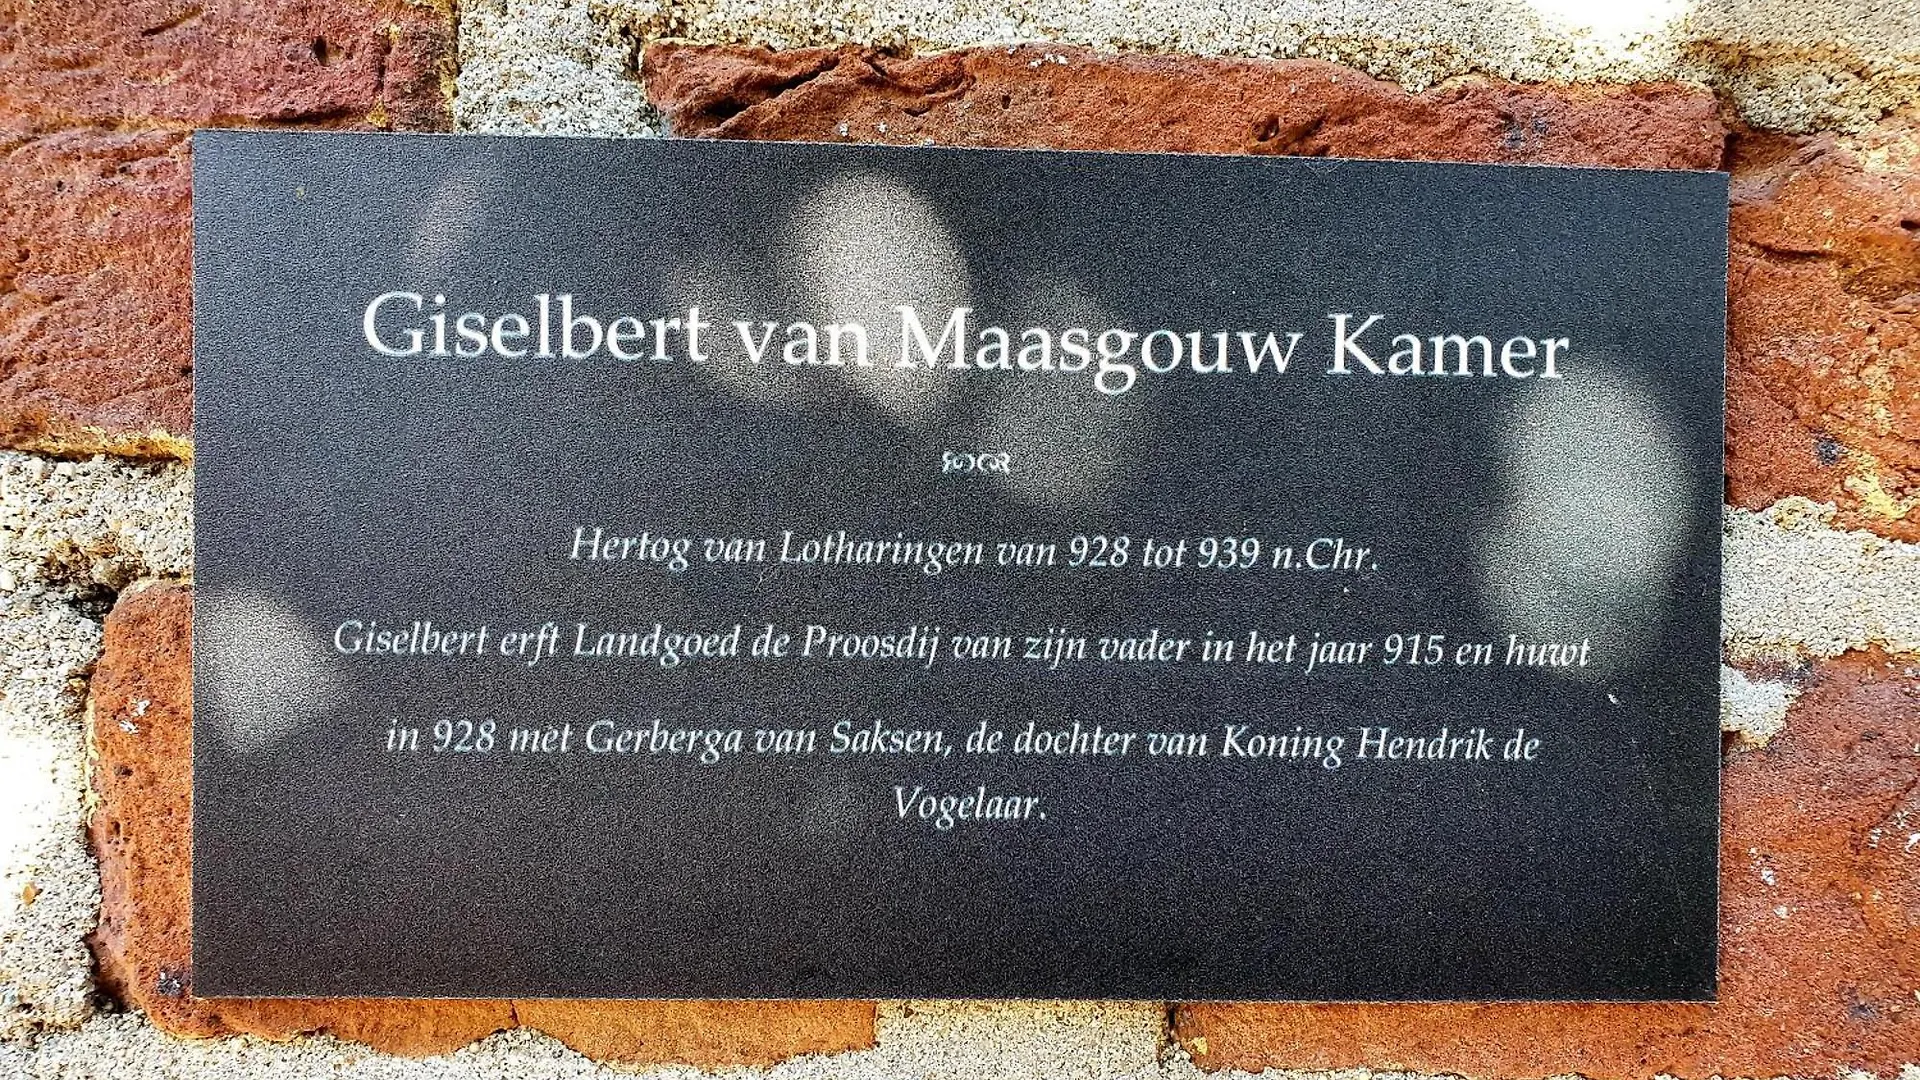 Giselbert van Maasgouw Kamer
Hertog van Lotharingen van 928 tot 939 n.Chr.
Giselbert erft Landgoed de Proosdij van zijn vader in het jaar 915 en huwt
in 928 met Gerberga van Saksen, de dochter van Koning Hendrik de
Vogelaar.